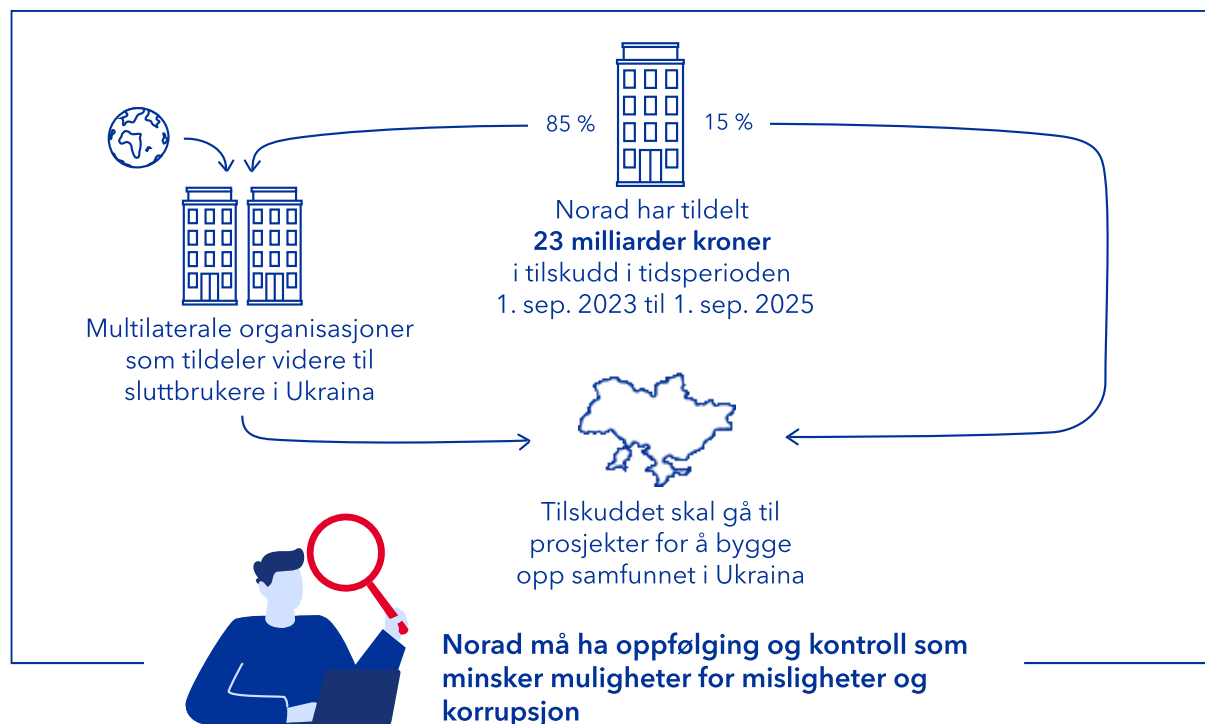 85 %
15 %
Norad har tildelt
23 milliarder kroner
i tilskudd i tidsperioden
1. sep. 2023 til 1. sep. 2025
Multilaterale organisasjoner
som tildeler videre til
sluttbrukere i Ukraina
Tilskuddet skal gå til
prosjekter for å bygge
opp samfunnet i Ukraina
Norad må ha oppfølging og kontroll som
minsker muligheter for misligheter og
korrupsjon